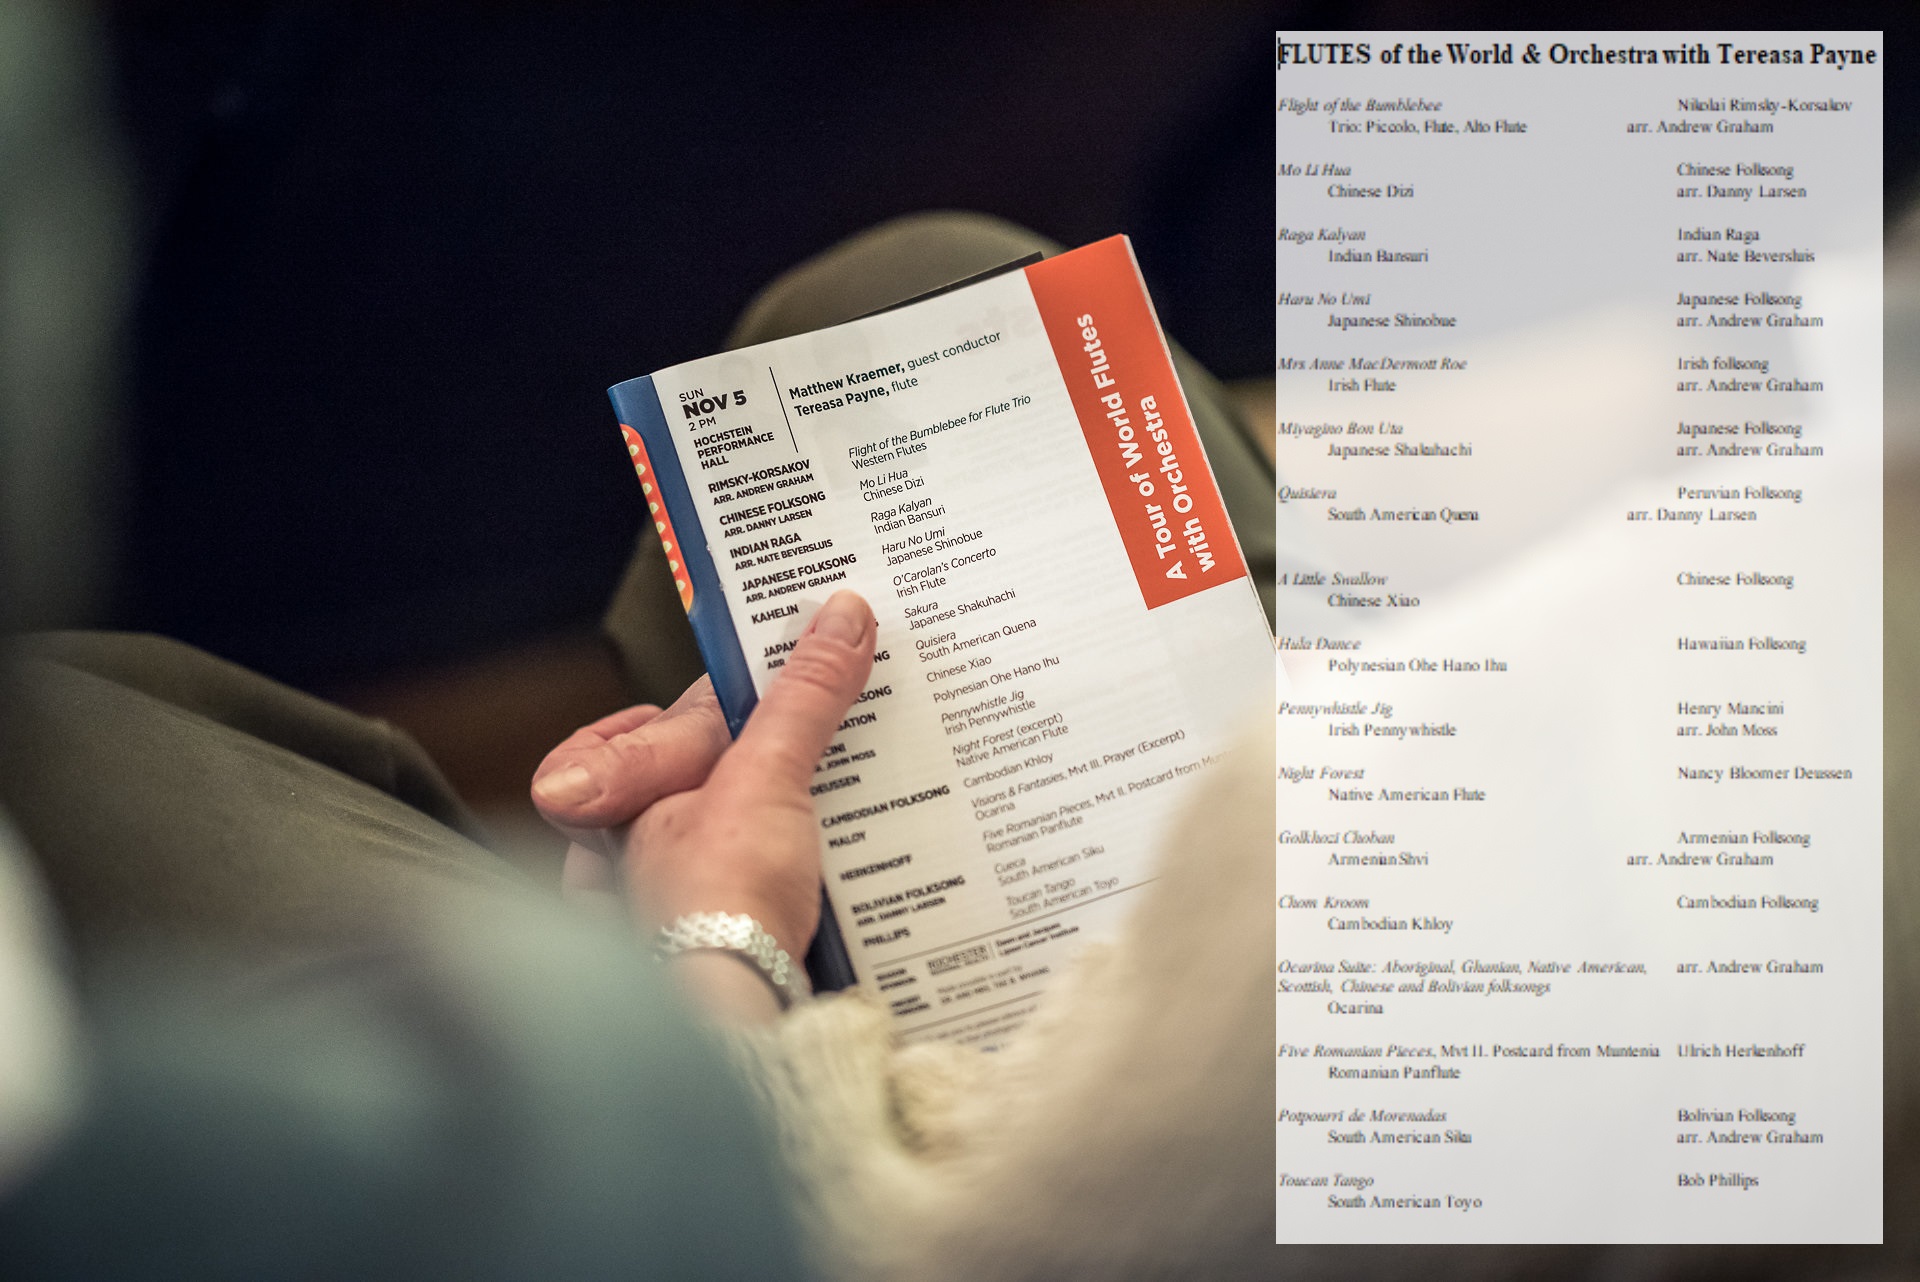 SUN
NOV 5
2 PM
HOCHSTEIN
PERFORMANCE
HALL
Matthew Kraemer, guest conductor
Tereasa Payne, flute
A Tour of World Flutes
with Orchestra
RIMSKY-KORSAKOV
ARR. ANDREW GRAHAM
Flight of the Bumblebee for Flute Trio
Western Flutes
CHINESE FOLKSONG
ARR. DANNY LARSEN
Mo Li Hua
Chinese Dizi
INDIAN RAGA
ARR. NATE BEVERSLUIS
Raga Kalyan
Indian Bansuri
JAPANESE FOLKSONG
ARR. ANDREW GRAHAM
Haru No Umi
Japanese Shinobue
KAHELIN
O'Carolan's Concerto
Irish Flute
JAPAN
ARR
Sakura
Japanese Shakuhachi
NG
Quisiera
South American Quena
KSONG
Chinese Xiao
SATION
Polynesian Ohe Hano Ihu
CINI
. JOHN MOSS
Pennywhistle Jig
Irish Pennywhistle
DEUSSEN
Night Forest (excerpt)
Native American Flute
CAMBODIAN FOLKSONG
Cambodian Khloy
MALOY
Visions & Fantasies, Mvt III. Prayer (Excerpt)
Ocarina
HERKENHOFF
Five Romanian Pieces, Mvt II. Postcard from Mun
Romanian Panflute
BOLIVIAN FOLKSONG
ARR. DANNY LARSEN
Cueca
South American Siku
PHILLIPS
Toucan Tango
South American Toyo
ROCHESTER
FLUTES of the World & Orchestra with Tereasa Payne
Flight of the Bumblebee Nikolai Rimsky-Korsakov
Trio: Piccolo, Flute, Alto Flute arr. Andrew Graham
Mo Li Hua Chinese Folksong
Chinese Dizi arr. Danny Larsen
Raga Kalyan Indian Raga
Indian Bansuri arr. Nate Beversluis
Haru No Umi Japanese Folksong
Japanese Shinobue arr. Andrew Graham
Mrs Anne MacDermott Roe Irish folksong
Irish Flute arr. Andrew Graham
Miyagino Bon Uta Japanese Folksong
Japanese Shakuhachi arr. Andrew Graham
Quisiera Peruvian Folksong
South American Quena arr. Danny Larsen
A Little Swallow Chinese Folksong
Chinese Xiao
Hula Dance Hawaiian Folksong
Polynesian Ohe Hano Ihu
Pennywhistle Jig Henry Mancini
Irish Pennywhistle arr. John Moss
Night Forest Nancy Bloomer Deussen
Native American Flute
Golkhozi Choban Armenian Folksong
Armenian Shvi arr. Andrew Graham
Chom Kroom Cambodian Folksong
Cambodian Khloy
Ocarina Suite: Aboriginal, Ghanian, Native American, arr. Andrew Graham
Scottish, Chinese and Bolivian folksongs
Ocarina
Five Romanian Pieces, Mvt II. Postcard from Muntenia Ulrich Herkenhoff
Romanian Panflute
Potpourri de Morenadas Bolivian Folksong
South American Siku arr. Andrew Graham
Toucan Tango Bob Phillips
South American Toyo